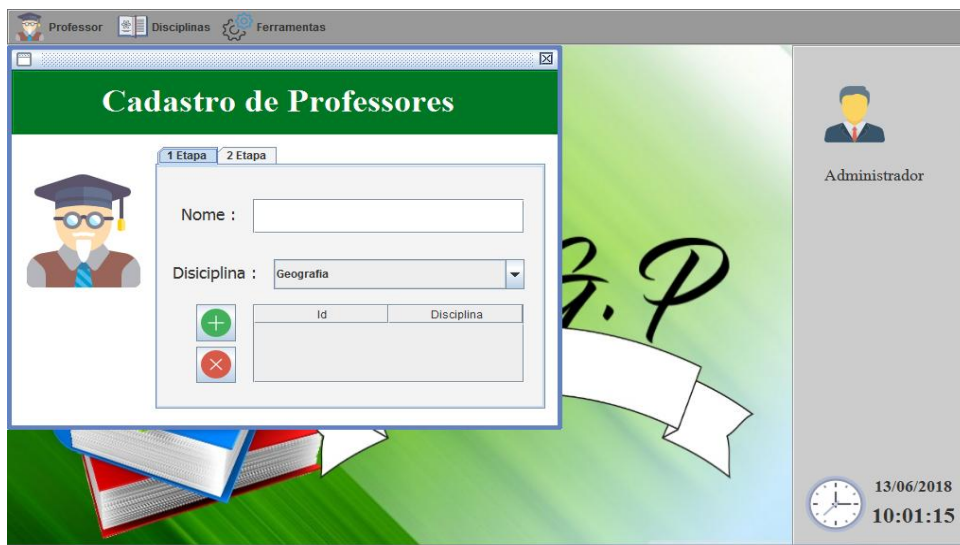 Professor Disciplinas Ferramentas
Cadastro de Professores
1 Etapa 2 Etapa
Nome :
Disiciplina : Geografia
Id Disciplina
G.P
Administrador
13/06/2018
10:01:15